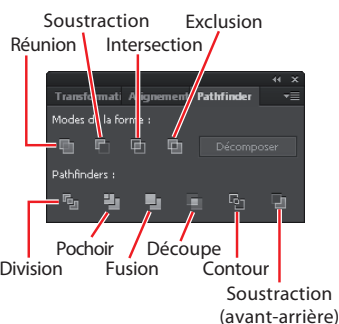 Soustraction Exclusion
Réunion Intersection
Transformati Alignement Pathfinder
Modes de la forme :
Décomposer
Pathfinders :
Pochoir Découpe
Division Fusion Contour
Soustraction
(avant-arrière)